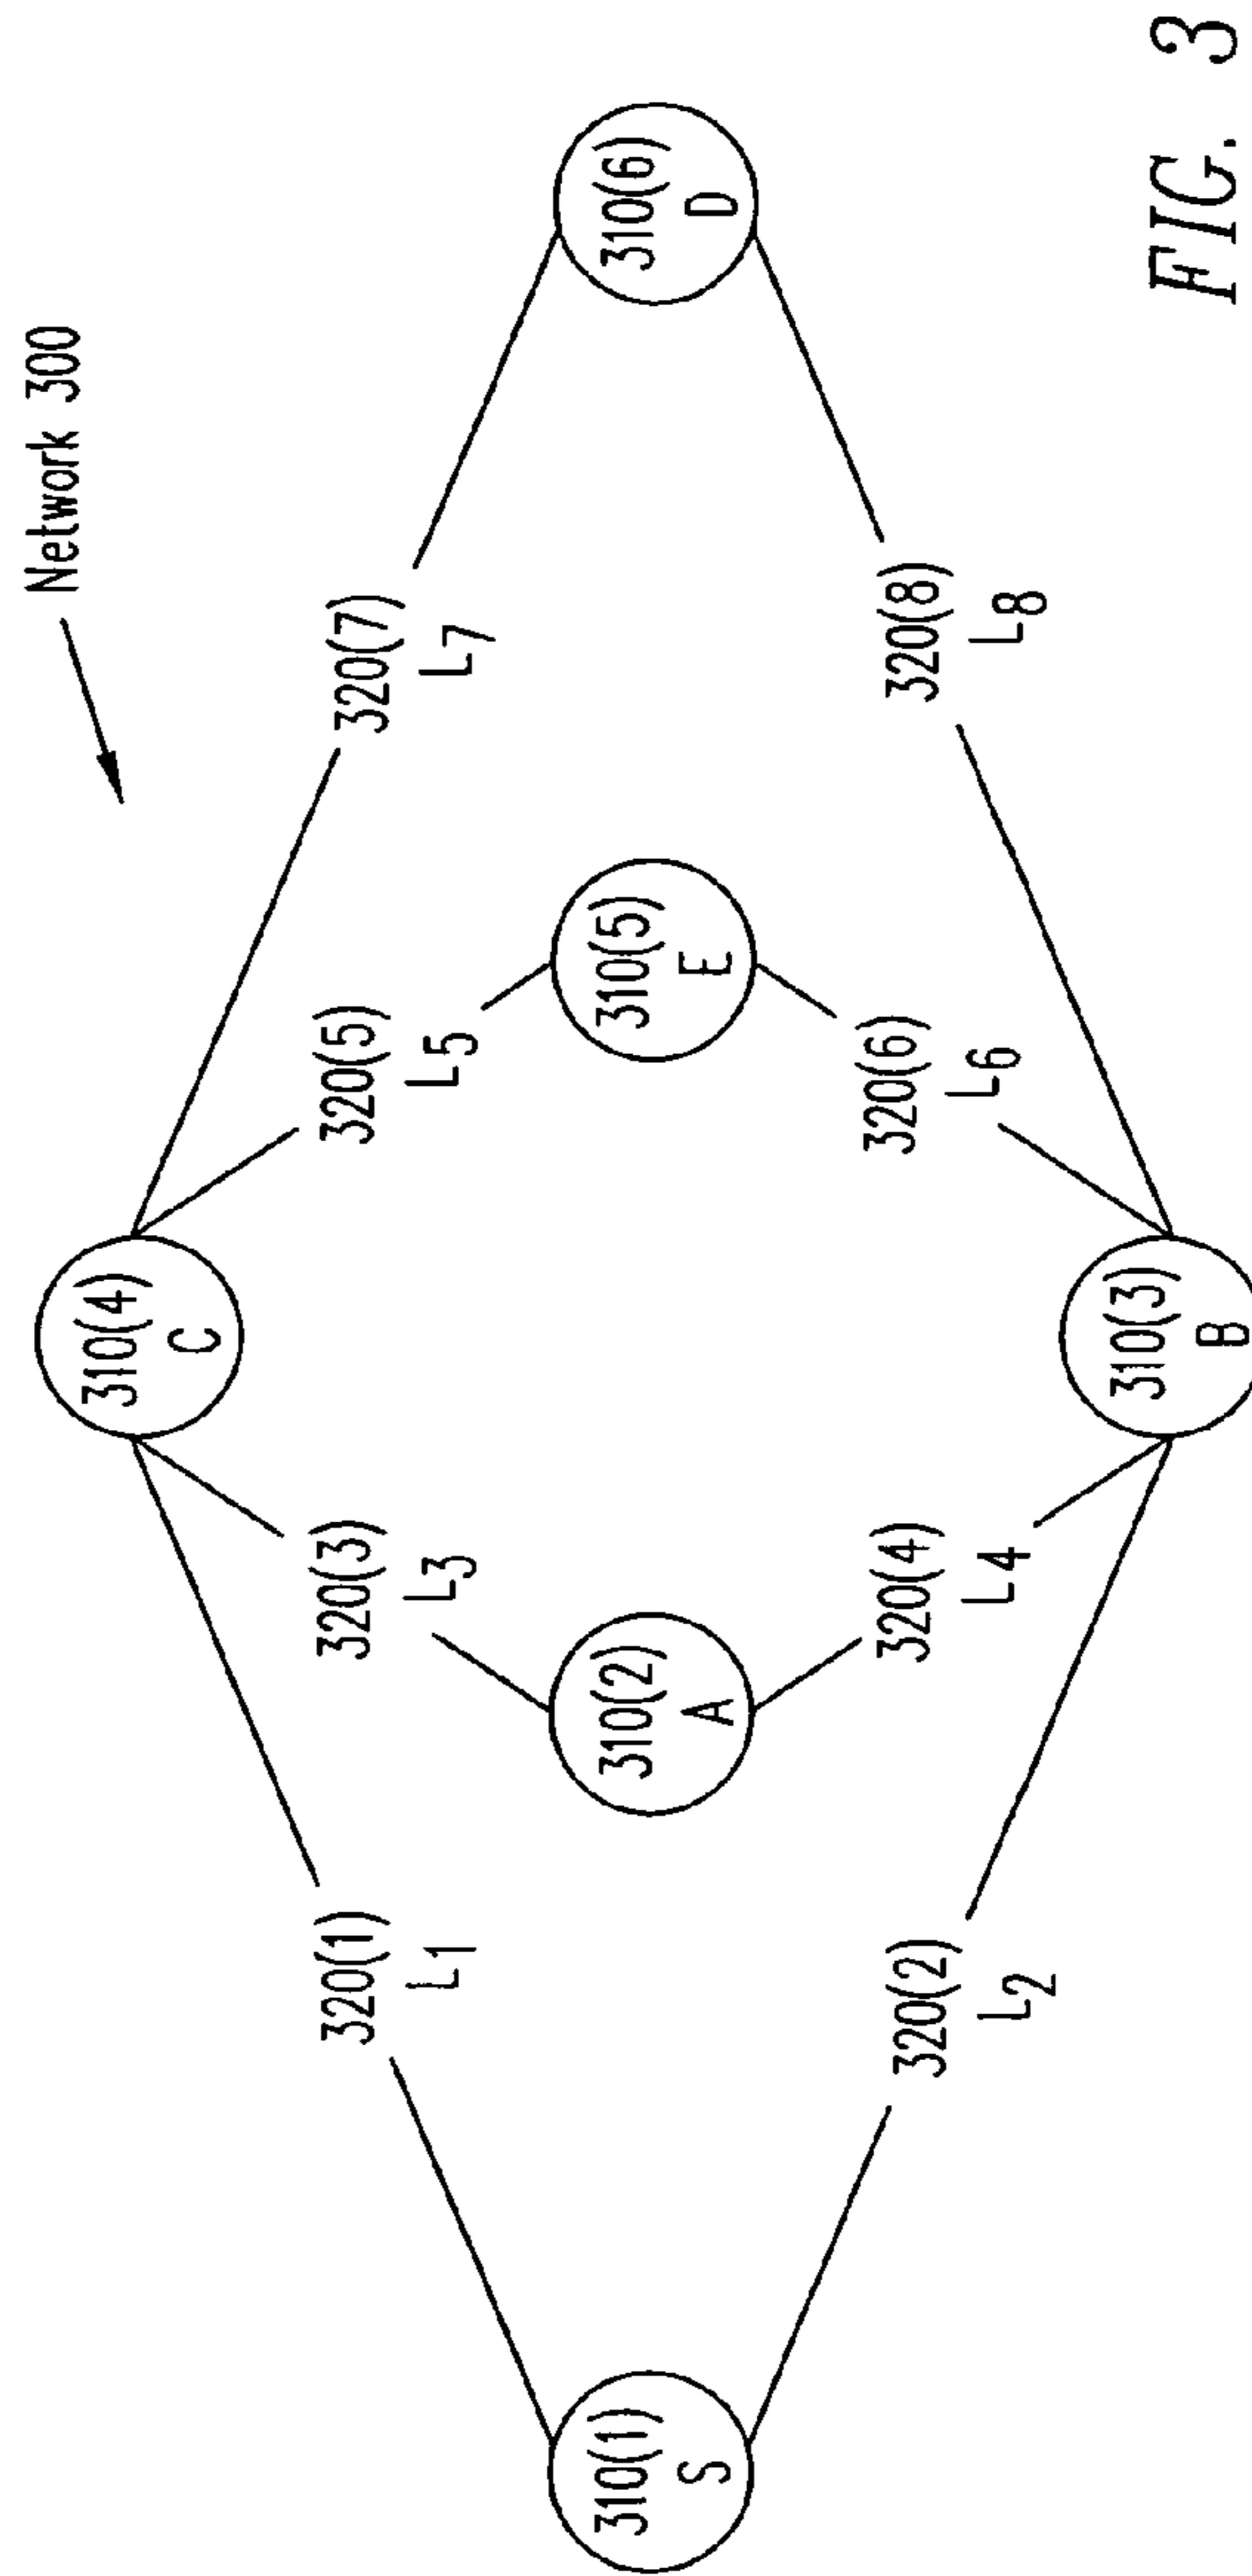 Network 300
310(4)
C
320(1)
L1
320(3)
L3
320(5)
L5
320(7)
L7
310(1)
S
310(2)
A
310(5)
E
310(6)
D
320(2)
L2
320(4)
L4
320(6)
L6
320(8)
L8
310(3)
B
FIG. 3